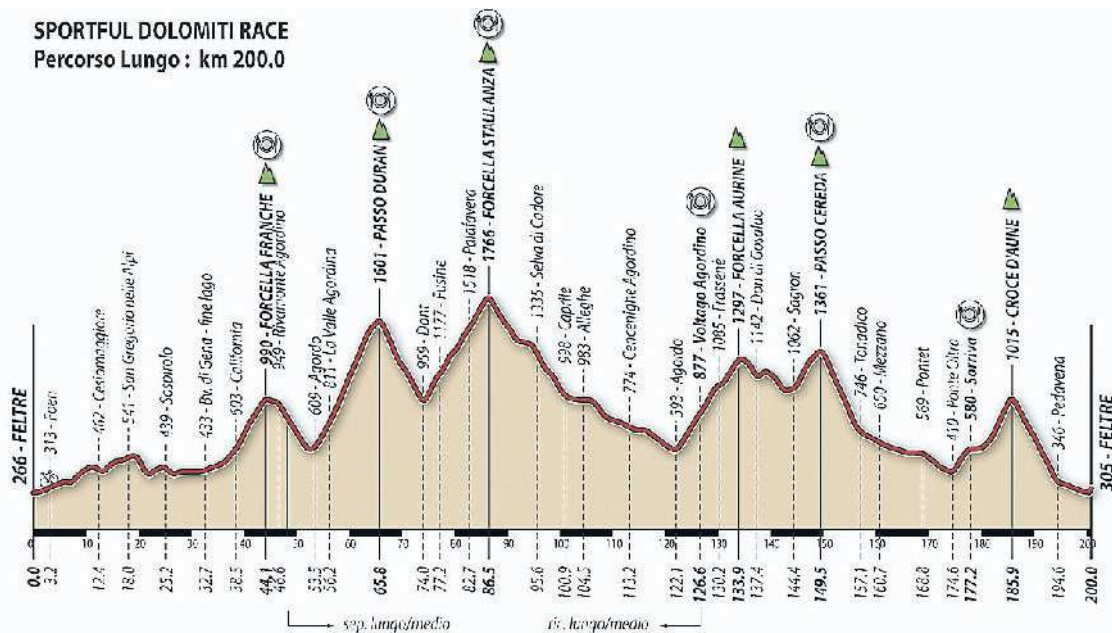 SPORTFUL DOLOMITI RACE
Percorso Lungo : km 200.0
266 - FELTRE
313 - Foen
462 - Cesiomaggiore
541 - San Gregorio nelle Alpi
439 - Sospirolo
433 - Bv. di Gena - fine lago
603 - California
990 - FORCELLA FRANCHE
949 - Rivamonte Agordino
609 - Agordo
811 - La Valle Agordina
1601 - PASSO DURAN
959 - Dont
1177 - Fusine
1518 - Palafavera
1766 - FORCELLA STAULANZA
1335 - Selva di Cadore
998 - Caprile
983 - Alleghe
774 - Cencenighe Agordino
593 - Agordo
877 - Voltago Agordino
1085 - Frassenè
1297 - FORCELLA AURINE
1142 - Don di Gosaldo
1062 - Sagron
1361 - PASSO CEREDA
746 - Tonadico
650 - Mezzano
569 - Pontet
419 - Ponte Oltra
580 - Sorriva
1015 - CROCE D'AUNE
346 - Pedavena
305 - FELTRE
0 10 20 30 40 50 60 70 80 90 100 110 120 130 140 150 160 170 180 190 200
0.0 3.2 12.4 18.0 25.2 32.7 38.5 44.1 46.6 53.5 56.2 65.8 74.0 77.2 82.7 86.5 95.6 100.9 104.5 113.2 122.1 126.6 130.2 133.9 137.4 144.4 149.5 157.1 160.7 168.8 174.6 177.2 185.9 194.6 200.0
sep. lungo/medio
ric. lungo/medio